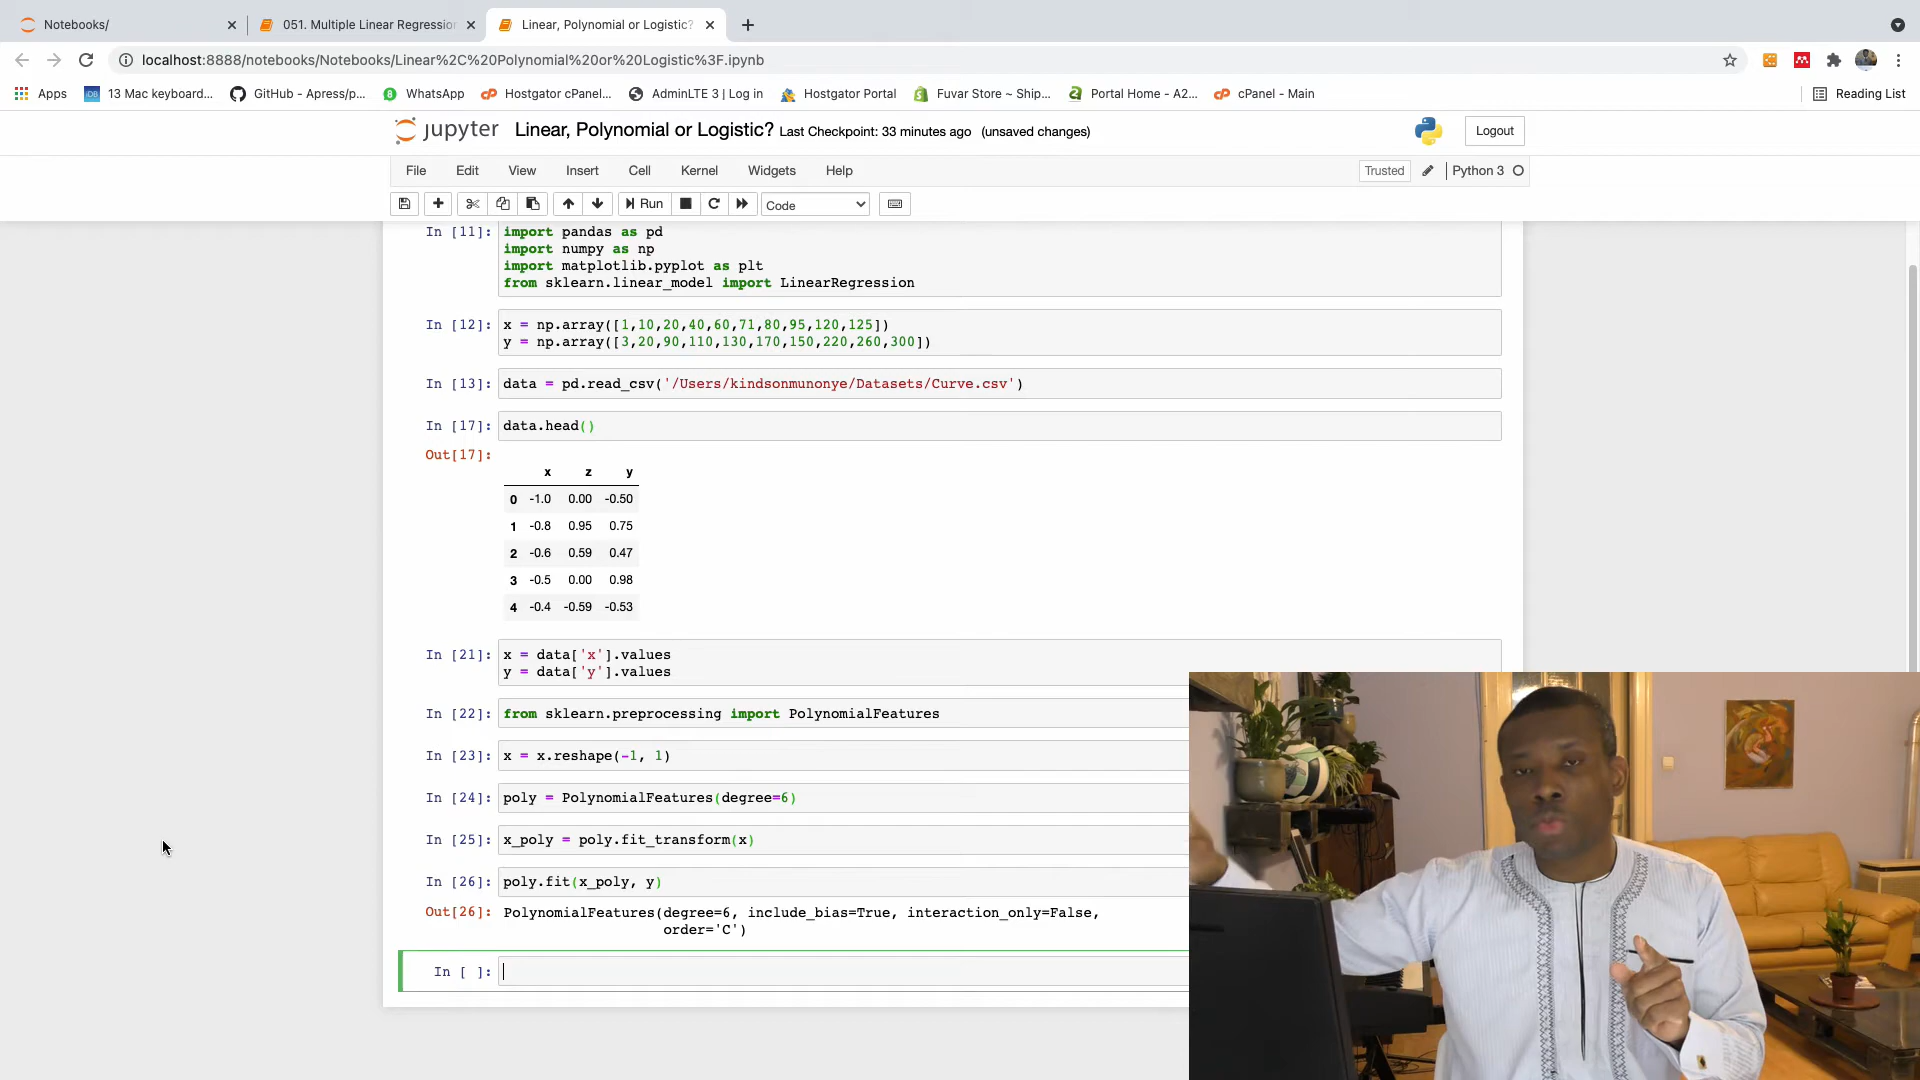 Notebooks/
051. Multiple Linear Regression
Linear, Polynomial or Logistic?
localhost:8888/notebooks/Notebooks/Linear%2C%20Polynomial%20or%20Logistic%3F.ipynb
Apps
13 Mac keyboard...
GitHub - Apress/p...
WhatsApp
Hostgator cPanel...
AdminLTE 3 | Log in
Hostgator Portal
Fuvar Store ~ Ship...
Portal Home - A2...
cPanel - Main
Reading List
jupyter Linear, Polynomial or Logistic? Last Checkpoint: 33 minutes ago (unsaved changes)
Logout
File Edit View Insert Cell Kernel Widgets Help
Trusted
Python 3
Run
Code
In [11]: import pandas as pd
import numpy as np
import matplotlib.pyplot as plt
from sklearn.linear_model import LinearRegression
In [12]: x = np.array([1,10,20,40,60,71,80,95,120,125])
y = np.array([3,20,90,110,130,170,150,220,260,300])
In [13]: data = pd.read_csv('/Users/kindsonmunonye/Datasets/Curve.csv')
In [17]: data.head()
Out[17]:
x z y
0 -1.0 0.00 -0.50
1 -0.8 0.95 0.75
2 -0.6 0.59 0.47
3 -0.5 0.00 0.98
4 -0.4 -0.59 -0.53
In [21]: x = data['x'].values
y = data['y'].values
In [22]: from sklearn.preprocessing import PolynomialFeatures
In [23]: x = x.reshape(-1, 1)
In [24]: poly = PolynomialFeatures(degree=6)
In [25]: x_poly = poly.fit_transform(x)
In [26]: poly.fit(x_poly, y)
Out[26]: PolynomialFeatures(degree=6, include_bias=True, interaction_only=False,
order='C')
In [ ]: